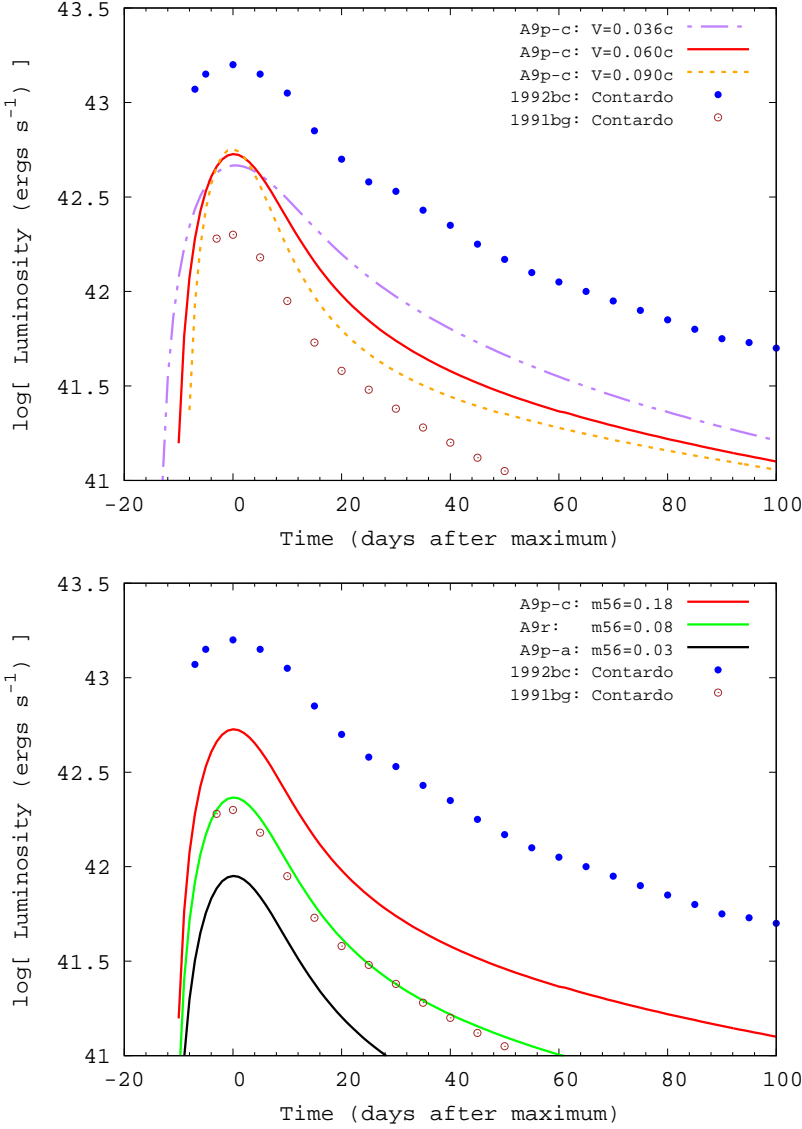 43.5
43
42.5
42
41.5
41
log[ Luminosity (ergs s⁻¹) ]
A9p-c: V=0.036c
A9p-c: V=0.060c
A9p-c: V=0.090c
1992bc: Contardo
1991bg: Contardo
-20 0 20 40 60 80 100
Time (days after maximum)
43.5
43
42.5
42
41.5
41
log[ Luminosity (ergs s⁻¹) ]
A9p-c: m56=0.18
A9r: m56=0.08
A9p-a: m56=0.03
1992bc: Contardo
1991bg: Contardo
-20 0 20 40 60 80 100
Time (days after maximum)